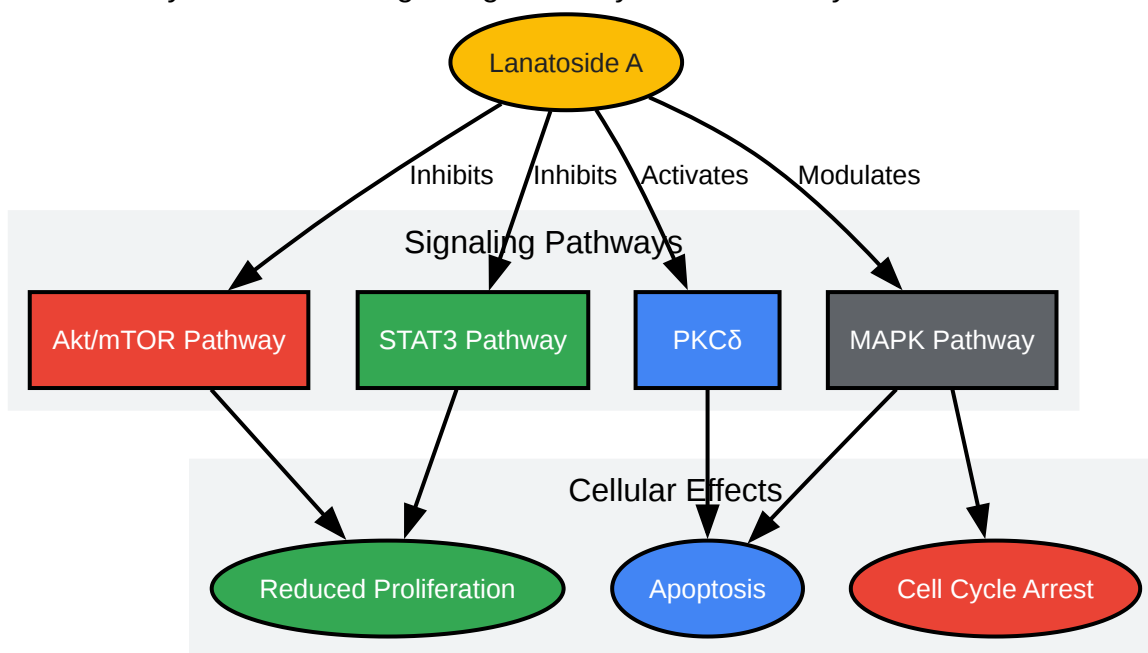 Lanatoside A
Inhibits Inhibits Activates Modulates
Signaling Pathways
Akt/mTOR Pathway STAT3 Pathway PKCδ MAPK Pathway
Cellular Effects
Reduced Proliferation Apoptosis Cell Cycle Arrest